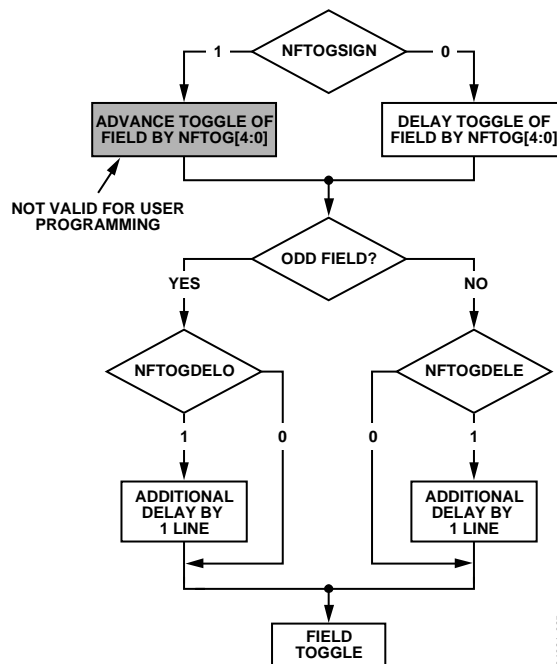 NFTOGSIGN
1
0
ADVANCE TOGGLE OF
FIELD BY NFTOG[4:0]
DELAY TOGGLE OF
FIELD BY NFTOG[4:0]
NOT VALID FOR USER
PROGRAMMING
ODD FIELD?
YES
NO
NFTOGDELO
NFTOGDELE
1
0
0
1
ADDITIONAL
DELAY BY
1 LINE
ADDITIONAL
DELAY BY
1 LINE
FIELD
TOGGLE